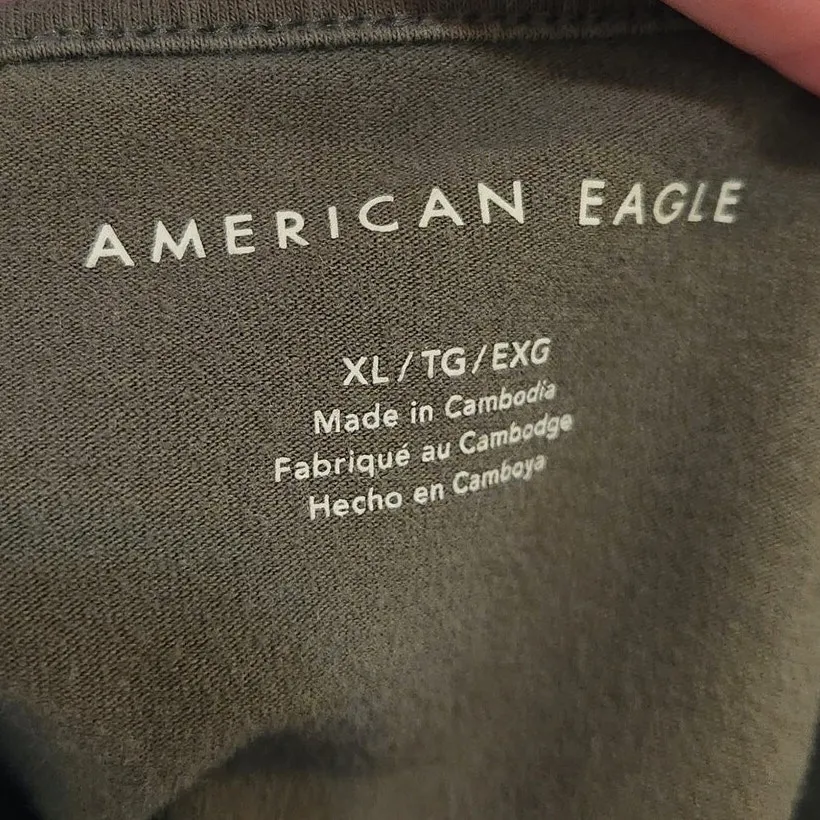 AMERICAN EAGLE
XL/TG/EXG
Made in Cambodia
Fabriqué au Cambodge
Hecho en Camboya